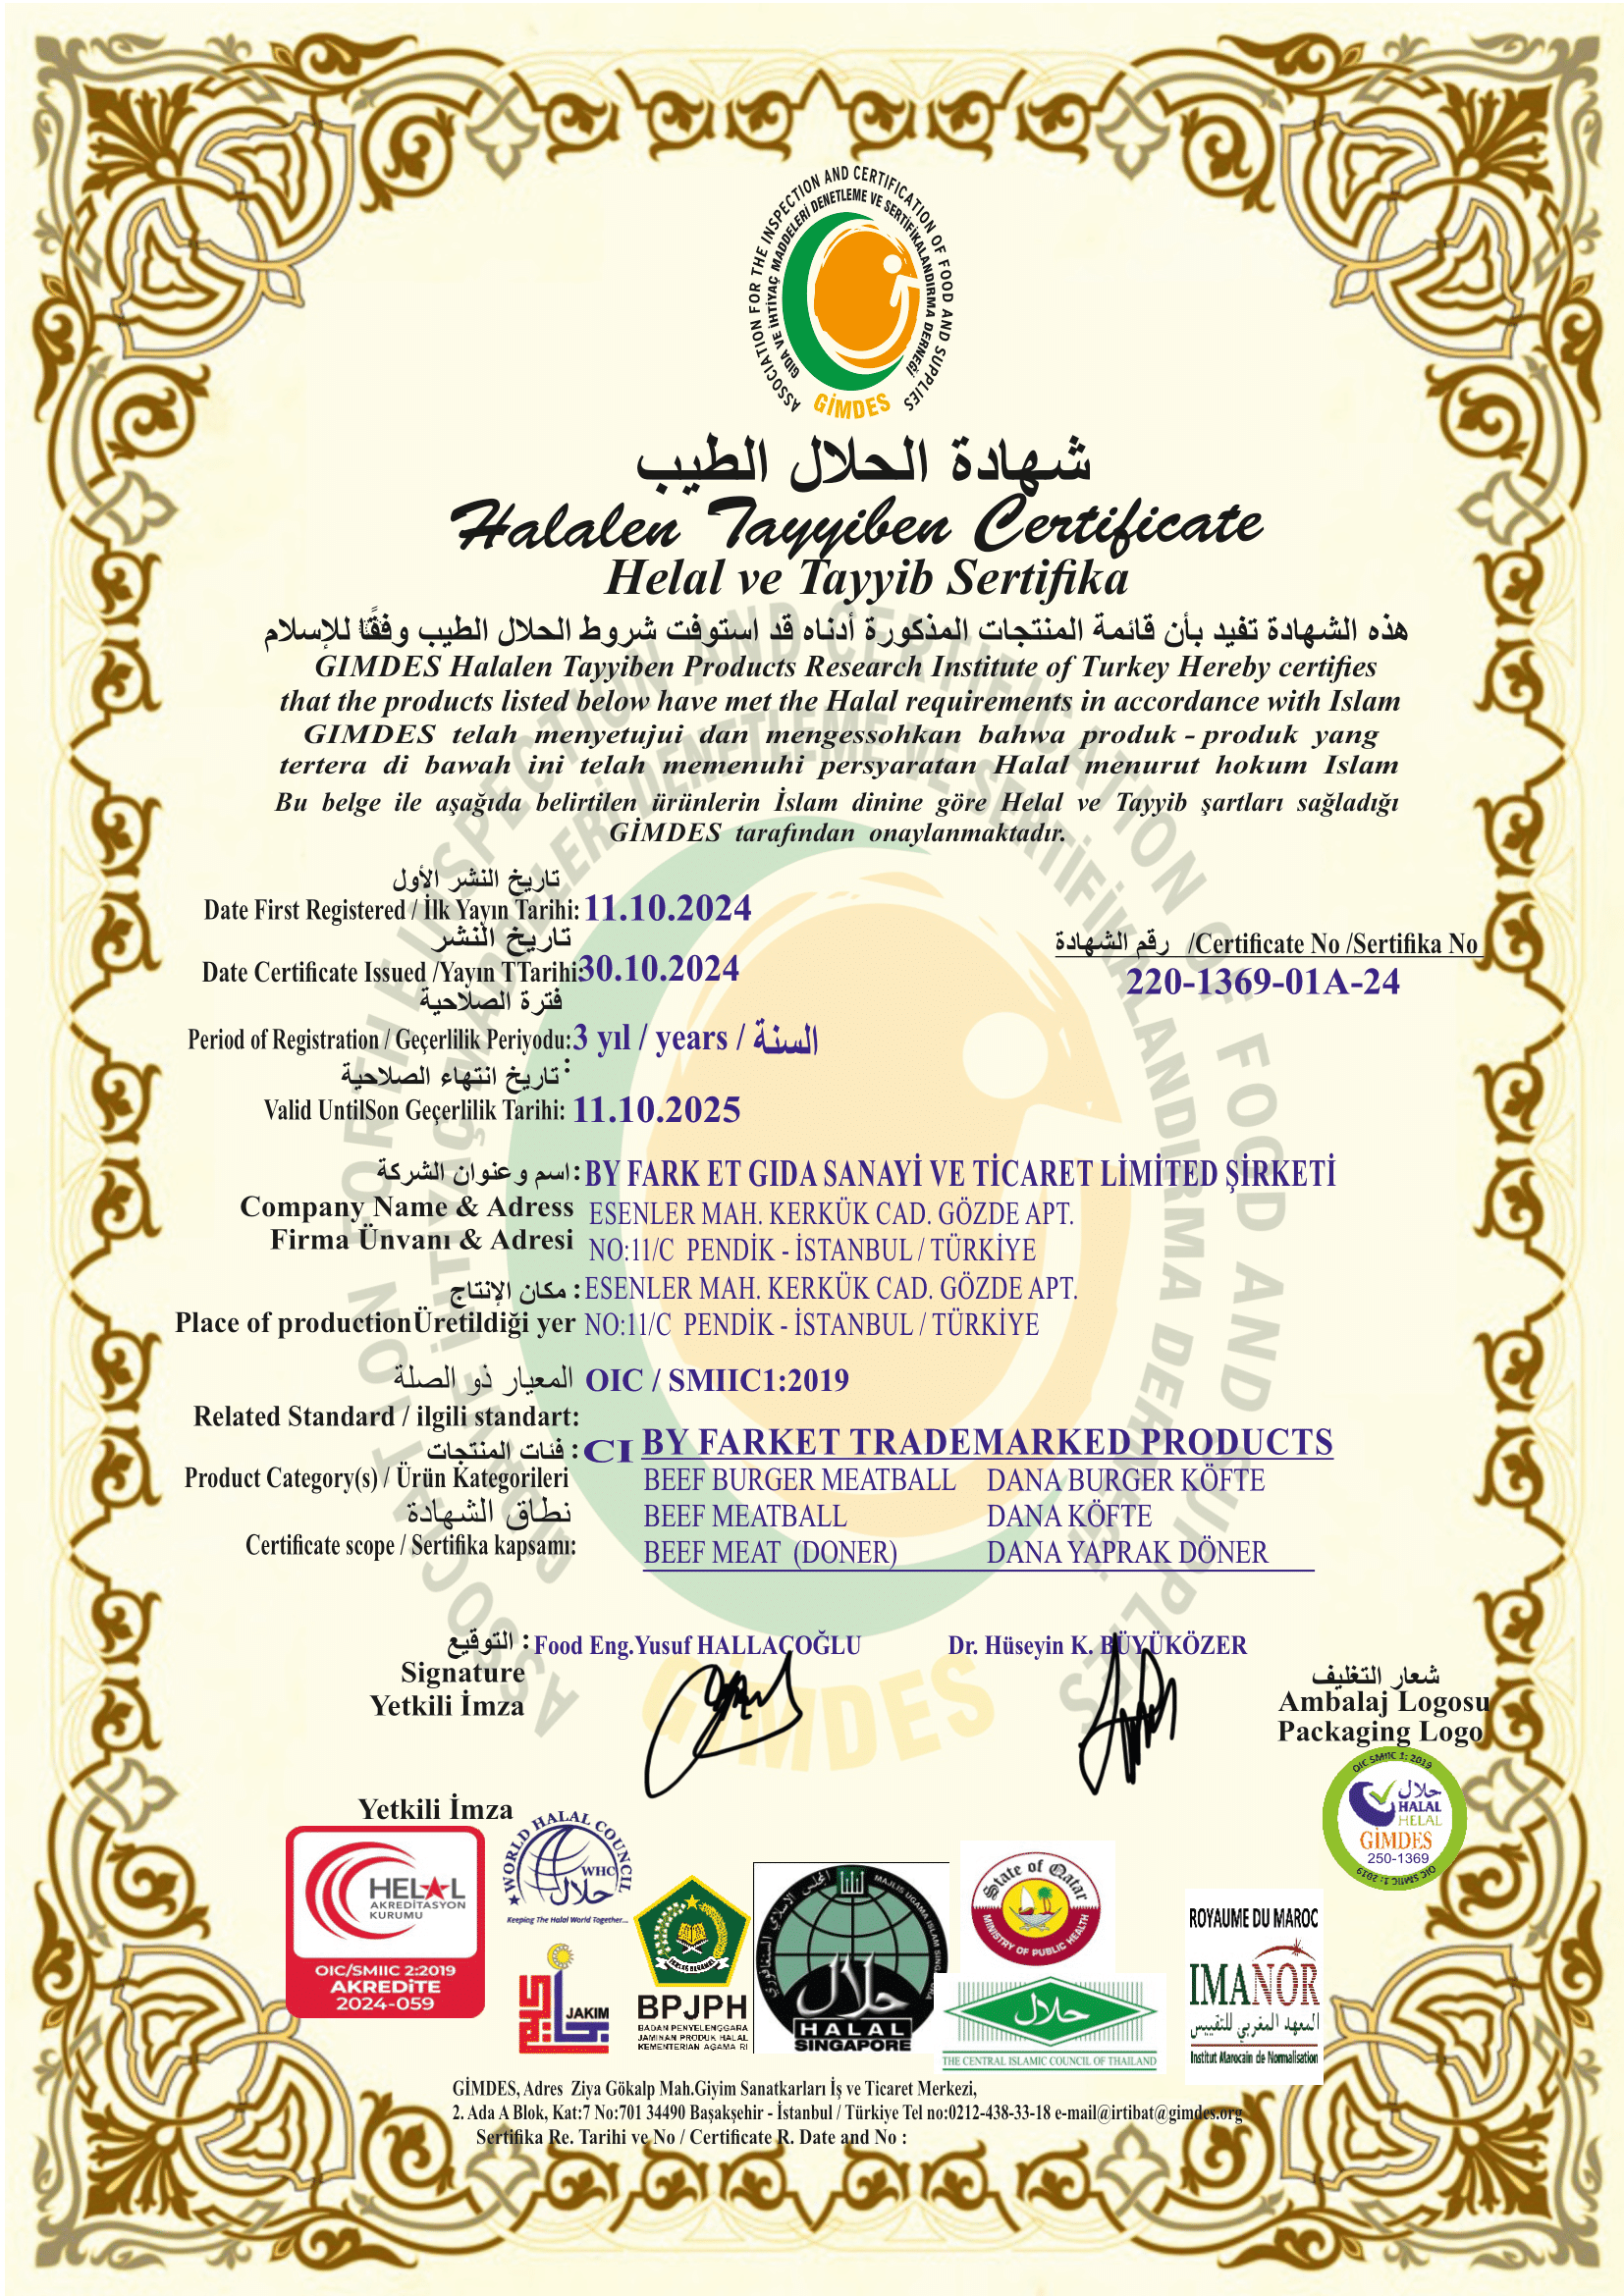 ASSOCIATION FOR THE INSPECTION AND CERTIFICATION OF FOOD AND SUPPLIES
GIDA VE İHTİYAÇ MADDELERİ DENETLEME VE SERTİFİKALANDIRMA DERNEĞİ
GİMDES
شهادة الحلال الطيب
Halalen Tayyiben Certificate
Helal ve Tayyib Sertifika
هذه الشهادة تفيد بأن قائمة المنتجات المذكورة أدناه قد استوفت شروط الحلال الطيب وفقًا للإسلام
GIMDES Halalen Tayyiben Products Research Institute of Turkey Hereby certifies
that the products listed below have met the Halal requirements in accordance with Islam
GIMDES telah menyetujui dan mengessohkan bahwa produk - produk yang
tertera di bawah ini telah memenuhi persyaratan Halal menurut hokum Islam
Bu belge ile aşağıda belirtilen ürünlerin İslam dinine göre Helal ve Tayyib şartları sağladığı
GİMDES tarafından onaylanmaktadır.
تاريخ النشر الأول
Date First Registered / İlk Yayın Tarihi: 11.10.2024
تاريخ النشر
Date Certificate Issued /Yayın TTarihi: 30.10.2024
رقم الشهادة /Certificate No /Sertifika No
220-1369-01A-24
فترة الصلاحية
Period of Registration / Geçerlilik Periyodu: 3 yıl / years / السنة
تاريخ انتهاء الصلاحية :
Valid UntilSon Geçerlilik Tarihi: 11.10.2025
اسم وعنوان الشركة : BY FARK ET GIDA SANAYİ VE TİCARET LİMİTED ŞİRKETİ
Company Name & Adress ESENLER MAH. KERKÜK CAD. GÖZDE APT.
Firma Ünvanı & Adresi NO:11/C PENDİK - İSTANBUL / TÜRKİYE
مكان الإنتاج : ESENLER MAH. KERKÜK CAD. GÖZDE APT.
Place of productionÜretildiği yer NO:11/C PENDİK - İSTANBUL / TÜRKİYE
المعيار ذو الصلة OIC / SMIIC1:2019
Related Standard / ilgili standart:
فئات المنتجات : CI BY FARKET TRADEMARKED PRODUCTS
Product Category(s) / Ürün Kategorileri BEEF BURGER MEATBALL DANA BURGER KÖFTE
نطاق الشهادة BEEF MEATBALL DANA KÖFTE
Certificate scope / Sertifika kapsamı: BEEF MEAT (DONER) DANA YAPRAK DÖNER
التوقيع : Food Eng.Yusuf HALLAÇOĞLU Dr. Hüseyin K. BÜYÜKÖZER
Signature
Yetkili İmza
شعار التغليف
Ambalaj Logosu
Packaging Logo
OIC SMIIC 1: 2019
حلال
HALAL
HELAL
GİMDES
250-1369
OIC SMIIC 1: 2019
Yetkili İmza
HELAL
AKREDİTASYON
KURUMU
OIC/SMIIC 2:2019
AKREDİTE
2024-059
WORLD HALAL COUNCIL
WHC
حلال
Keeping The Halal World Together...
JAKIM
BPJPH
BADAN PENYELENGGARA
JAMINAN PRODUK HALAL
KEMENTERIAN AGAMA RI
MAJLIS UGAMA ISLAM SINGAPURA
حلال
HALAL
SINGAPORE
State of Qatar
MINISTRY OF PUBLIC HEALTH
حلال
THE CENTRAL ISLAMIC COUNCIL OF THAILAND
ROYAUME DU MAROC
IMANOR
المعهد المغربي للتقييس
Institut Marocain de Normalisation
GİMDES, Adres Ziya Gökalp Mah.Giyim Sanatkarları İş ve Ticaret Merkezi,
2. Ada A Blok, Kat:7 No:701 34490 Başakşehir - İstanbul / Türkiye Tel no:0212-438-33-18 e-mail@irtibat@gimdes.org
Sertifika Re. Tarihi ve No / Certificate R. Date and No :